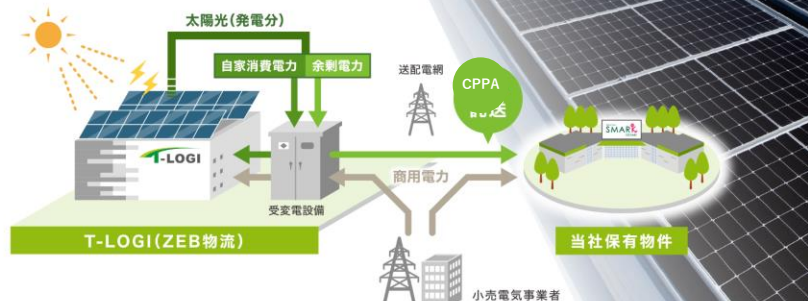 太陽光(発電分)
自家消費電力 余剰電力
送配電網
CPPA
T-LOGI
SMART
商用電力
受変電設備
T-LOGI(ZEB物流)
当社保有物件
小売電気事業者